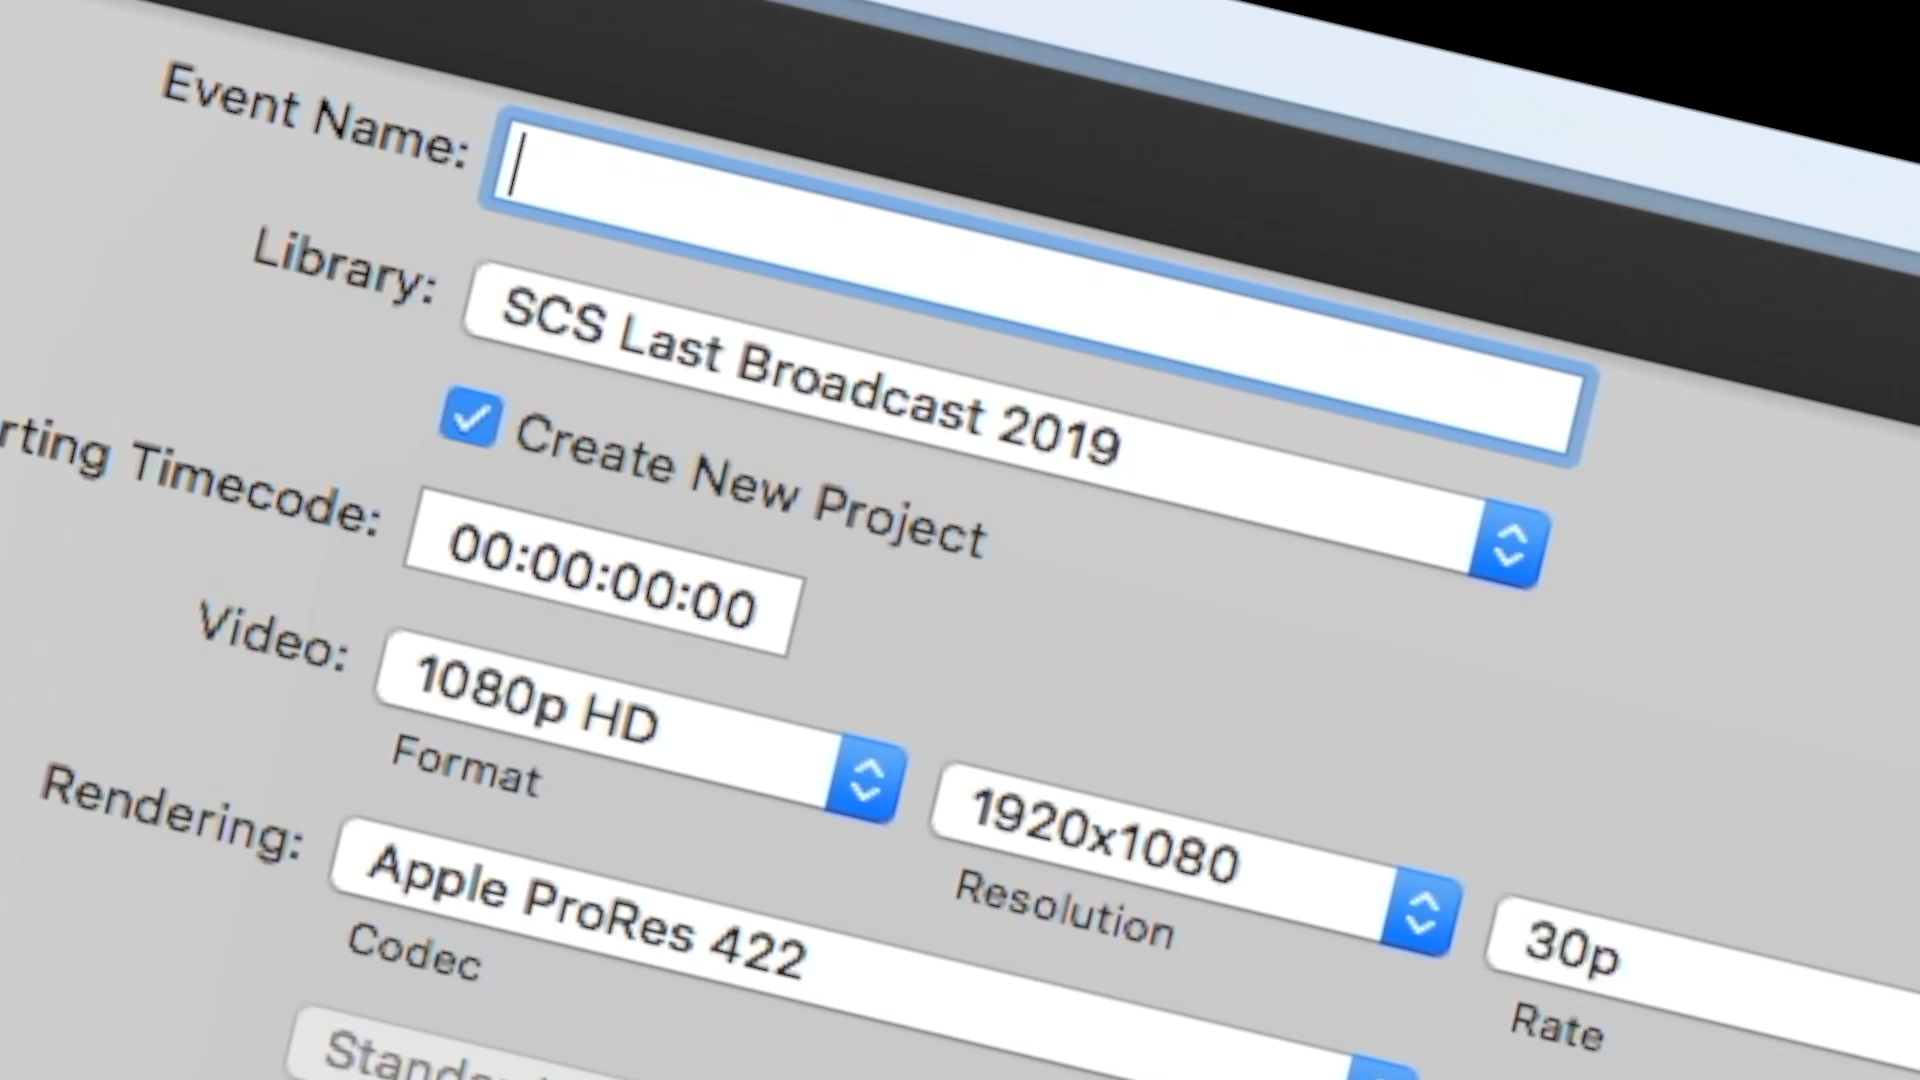 Event Name:
Library: SCS Last Broadcast 2019
Create New Project
rting Timecode: 00:00:00:00
Video: 1080p HD 1920x1080 30p
Format Resolution Rate
Rendering: Apple ProRes 422
Codec